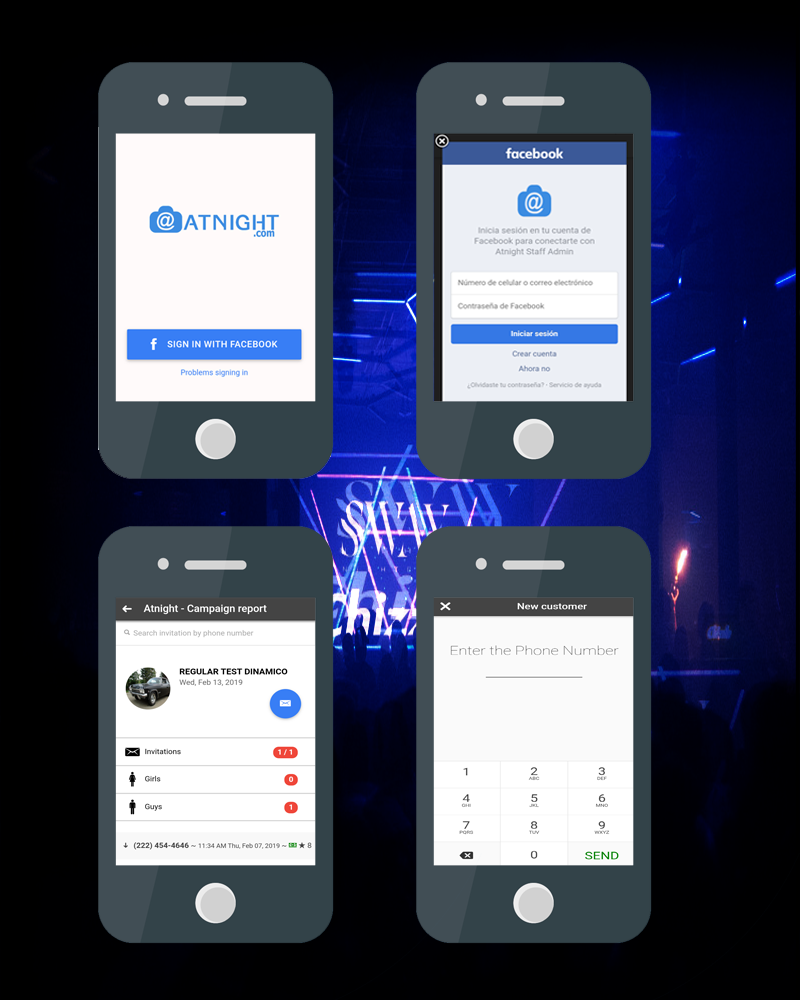 @ATNIGHT
.com
SIGN IN WITH FACEBOOK
Problems signing in
facebook
@
Inicia sesión en tu cuenta de
Facebook para conectarte con
Atnight Staff Admin
Número de celular o correo electrónico
Contraseña de Facebook
Iniciar sesión
Crear cuenta
Ahora no
¿Olvidaste tu contraseña? · Servicio de ayuda
Atnight - Campaign report
Search invitation by phone number
REGULAR TEST DINAMICO
Wed, Feb 13, 2019
Invitations 1 / 1
Girls 0
Guys 1
(222) 454-4646 ~ 11:34 AM Thu, Feb 07, 2019 ~ ★ 8
New customer
Enter the Phone Number
1 2 3
ABC DEF
4 5 6
GHI JKL MNO
7 8 9
PQRS TUV WXYZ
0 SEND